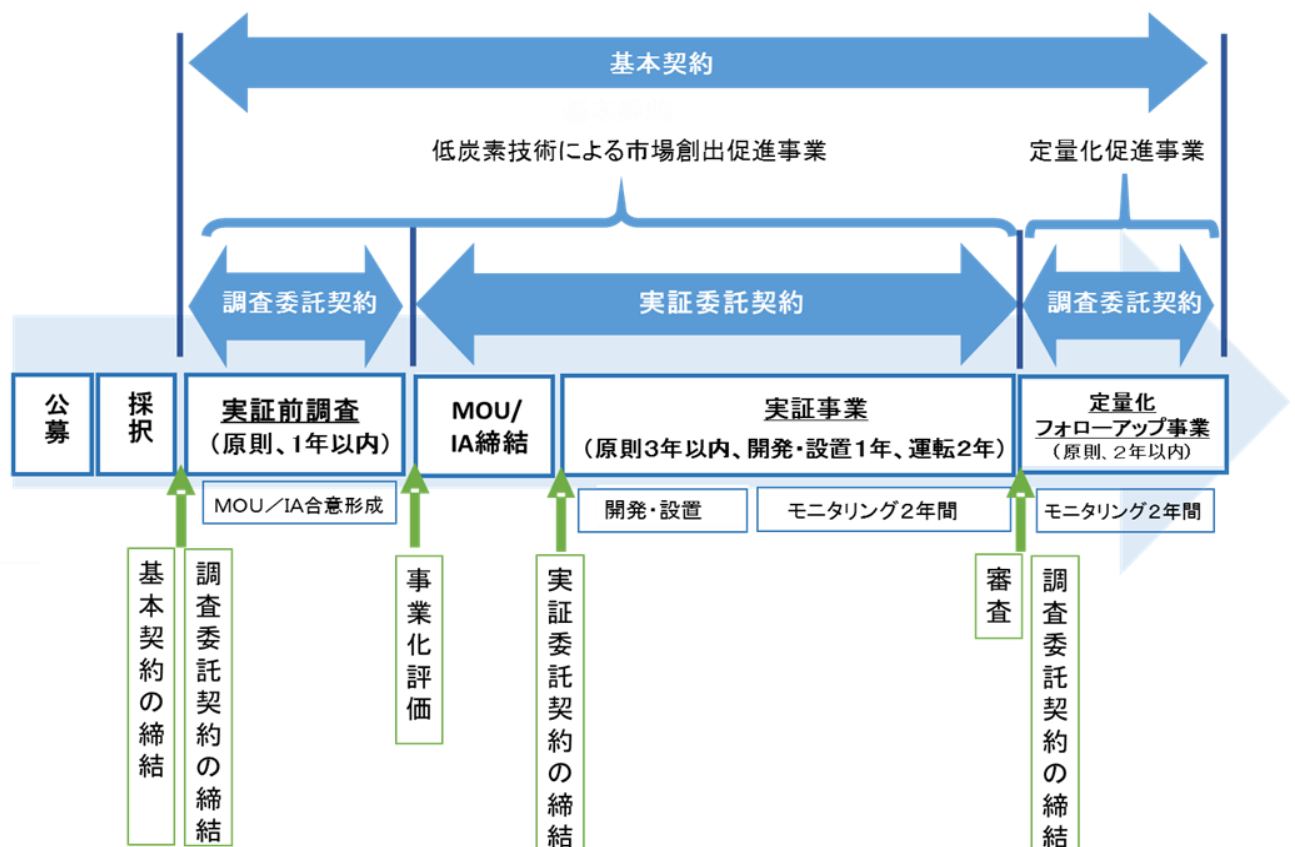 基本契約
低炭素技術による市場創出促進事業
定量化促進事業
調査委託契約
実証委託契約
調査委託契約
公募
採択
実証前調査
（原則、1年以内）
MOU/
IA締結
実証事業
（原則3年以内、開発・設置1年、運転2年）
定量化
フォローアップ事業
（原則、２年以内）
MOU／IA合意形成
開発・設置
モニタリング２年間
モニタリング２年間
基本契約の締結
調査委託契約の締結
事業化評価
実証委託契約の締結
審査
調査委託契約の締結